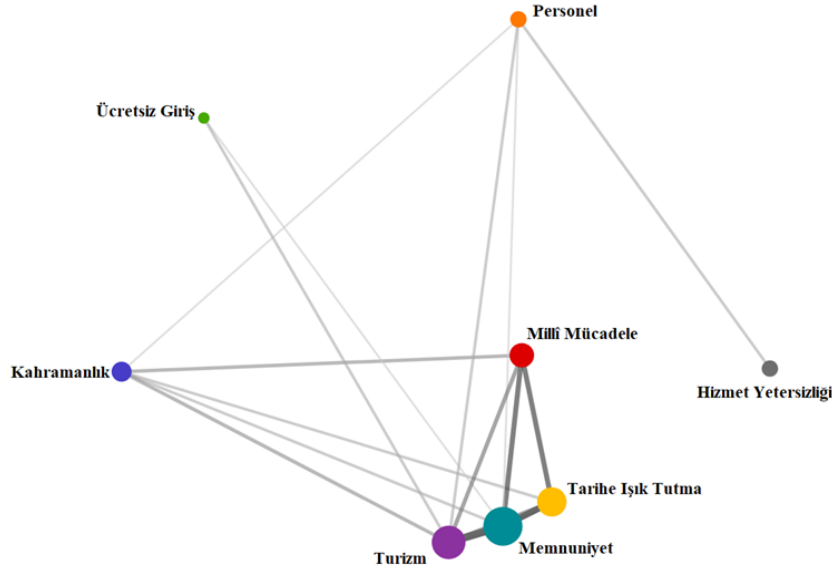 Personel
Ücretsiz Giriş
Millî Mücadele
Kahramanlık
Hizmet Yetersizliği
Tarihe Işık Tutma
Memnuniyet
Turizm